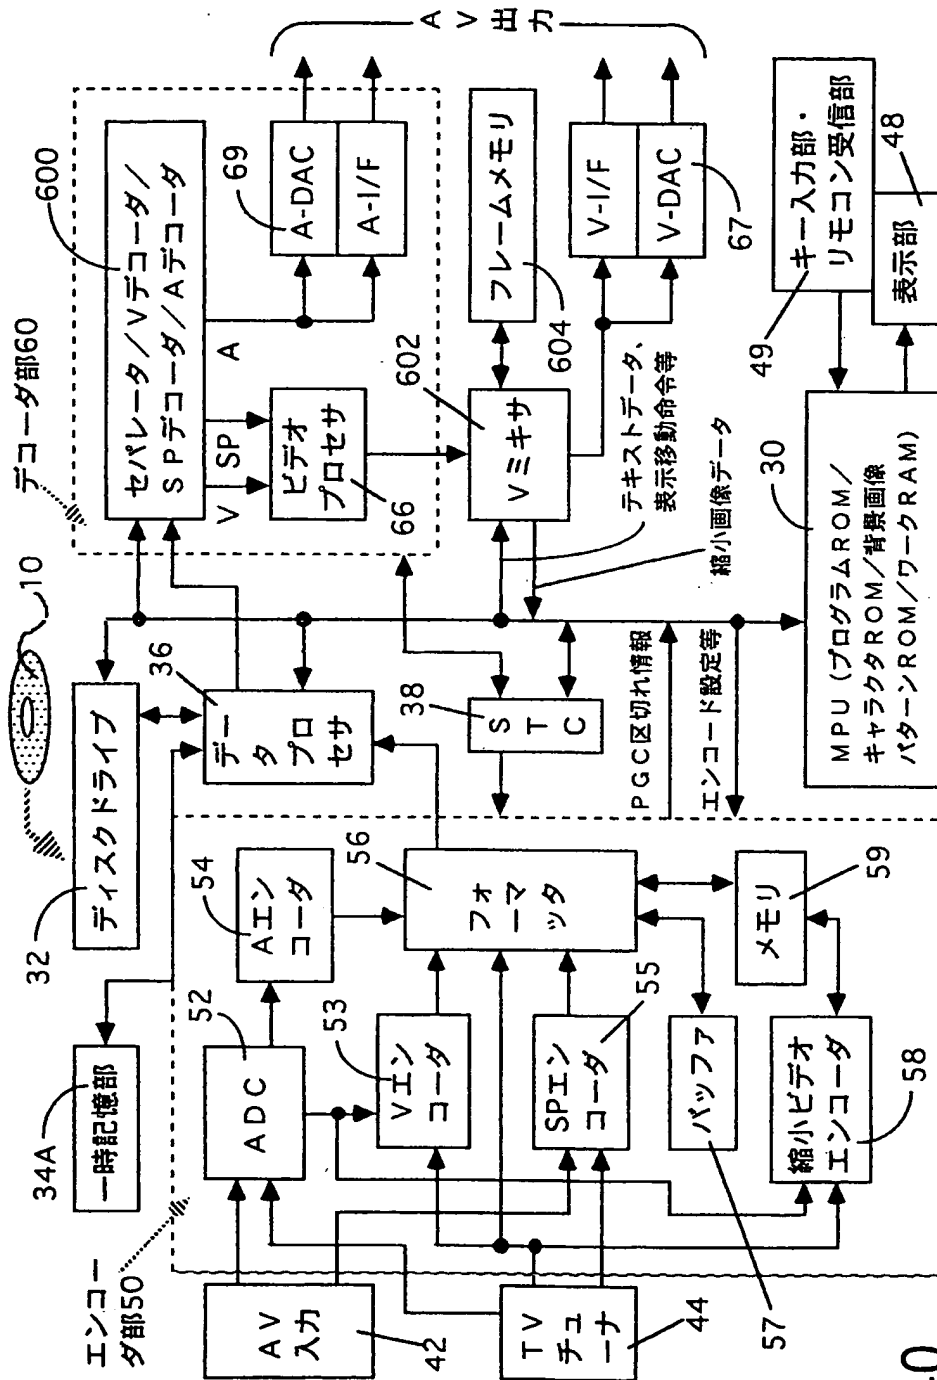 エンコー
ダ部50
34A
一時記憶部
32
ディスクドライブ
10
デコーダ部60
600
セパレータ/Vデコーダ/
SPデコーダ/Aデコーダ
AV出力
AV
入力
42
52
ADC
54
Aエン
コーダ
36
データ
プロ
セサ
V
SP
A
ビデオ
プロセサ
66
69
A-DAC
A-I/F
53
Vエン
コーダ
56
フォ
ーマ
ッタ
38
STC
602
Vミキサ
フレームメモリ
604
TV
チュ
ーナ
44
SPエン
コーダ
55
PGC区切れ情報
エンコード設定等
テキストデータ、
表示移動命令等
縮小画像データ
V-I/F
V-DAC
67
57
バッファ
メモリ
59
縮小ビデオ
エンコーダ
58
30
MPU(プログラムROM/
キャラクタROM/背景画像
パターンROM/ワークRAM)
49
キー入力部・
リモコン受信部
表示部
48